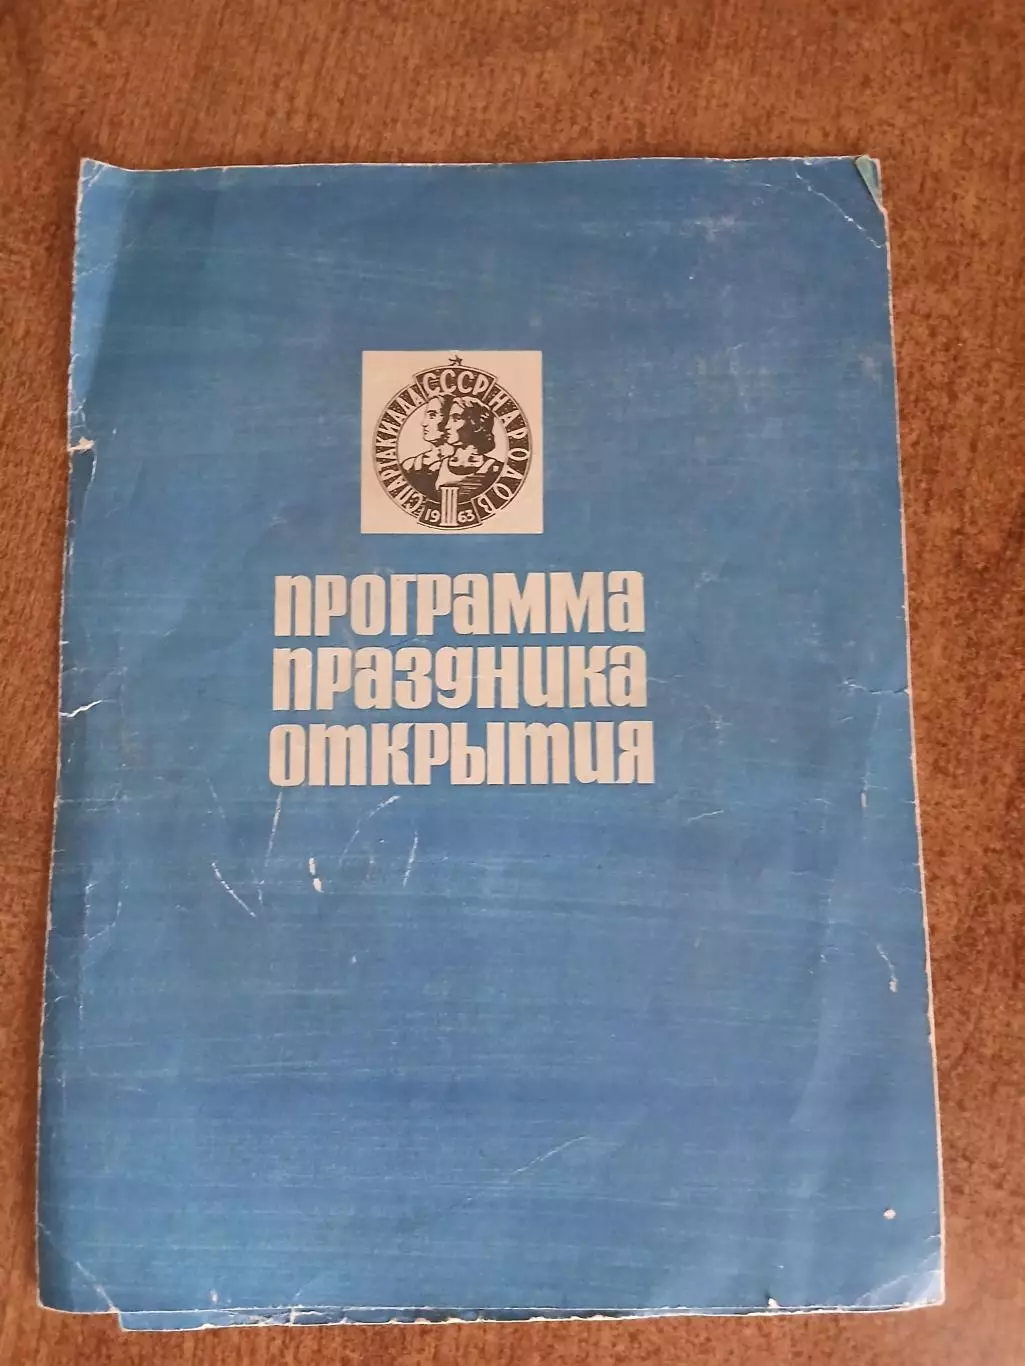 СПАРТАКИАДА НАРОДОВ СССР
III
1963
ПРОГРАММА
ПРАЗДНИКА
ОТКРЫТИЯ